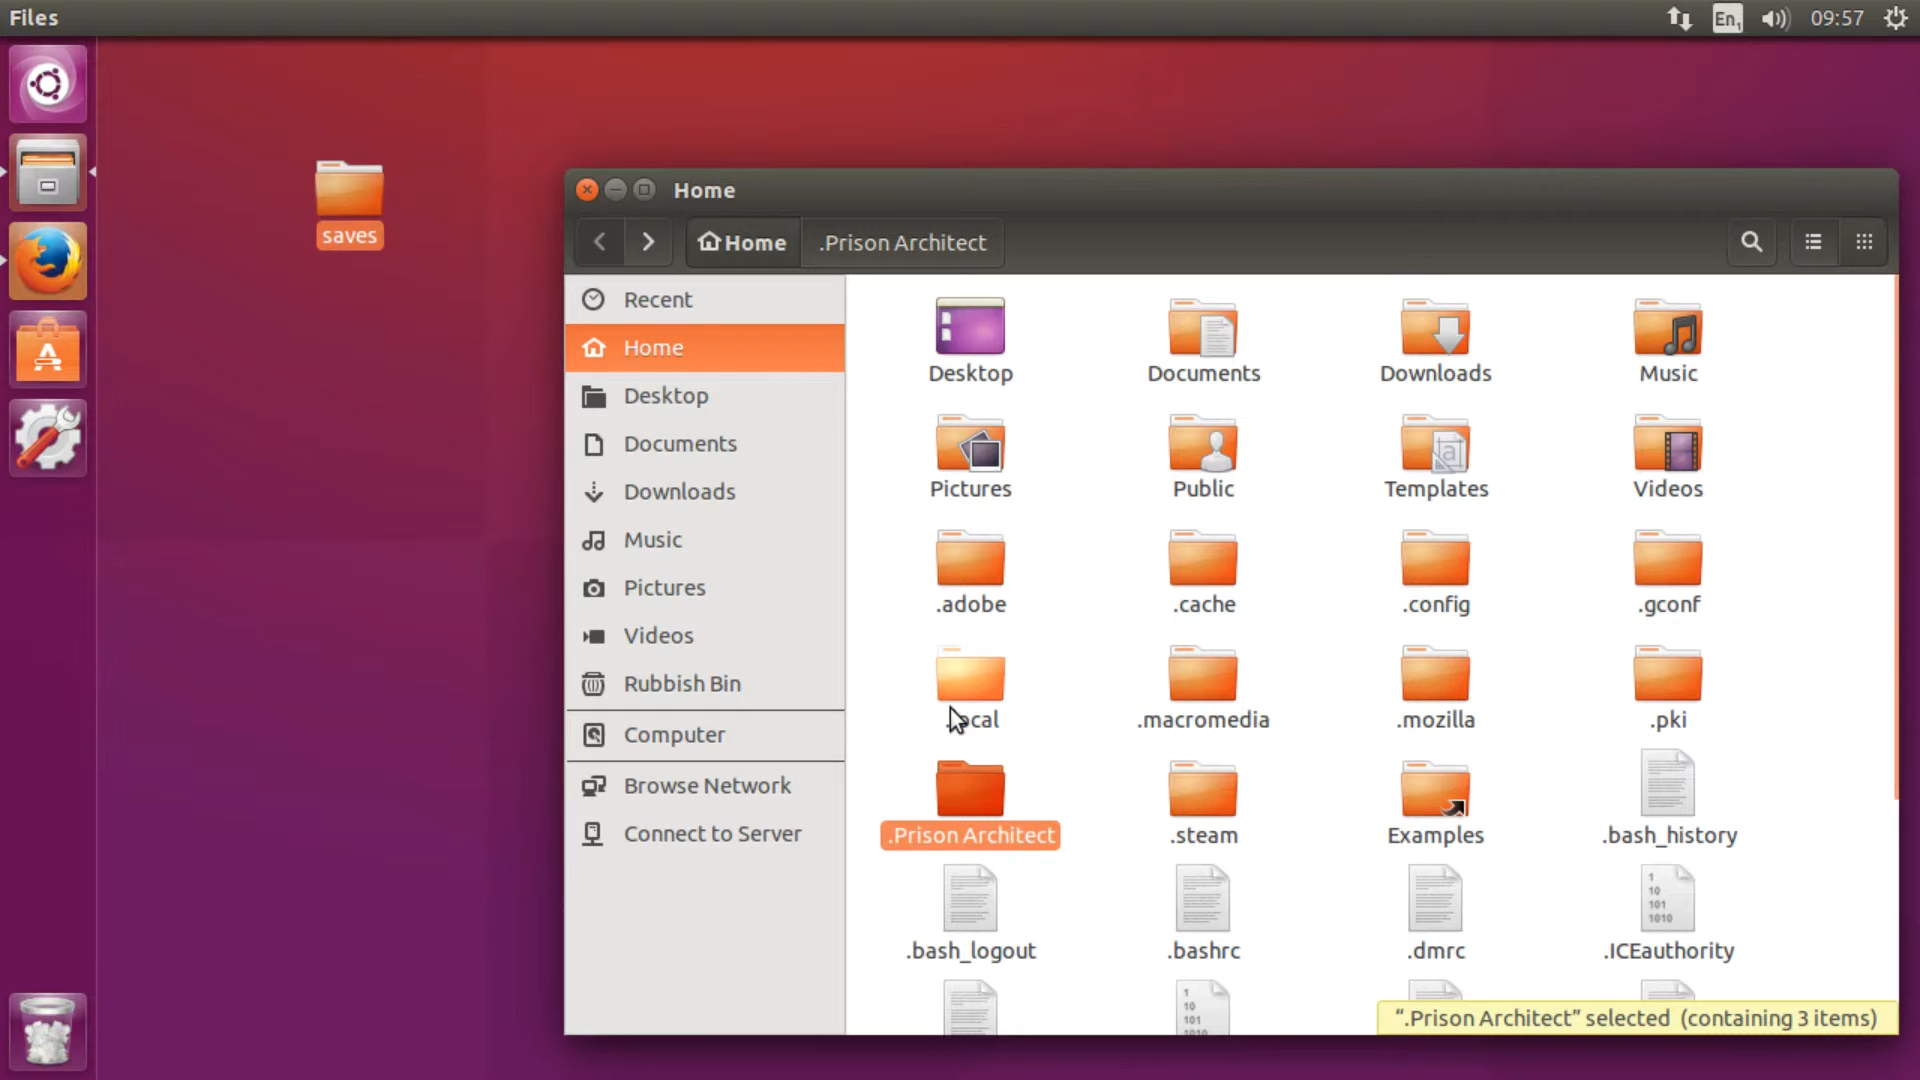 Files
En1
09:57
saves
Home
Home
.Prison Architect
Recent
Home
Desktop
Documents
Downloads
Music
Pictures
Videos
Rubbish Bin
Computer
Browse Network
Connect to Server
Desktop
Documents
Downloads
Music
Pictures
Public
Templates
Videos
.adobe
.cache
.config
.gconf
.macromedia
.mozilla
.pki
.Prison Architect
.steam
Examples
.bash_history
.bash_logout
.bashrc
.dmrc
.ICEauthority
“.Prison Architect” selected (containing 3 items)